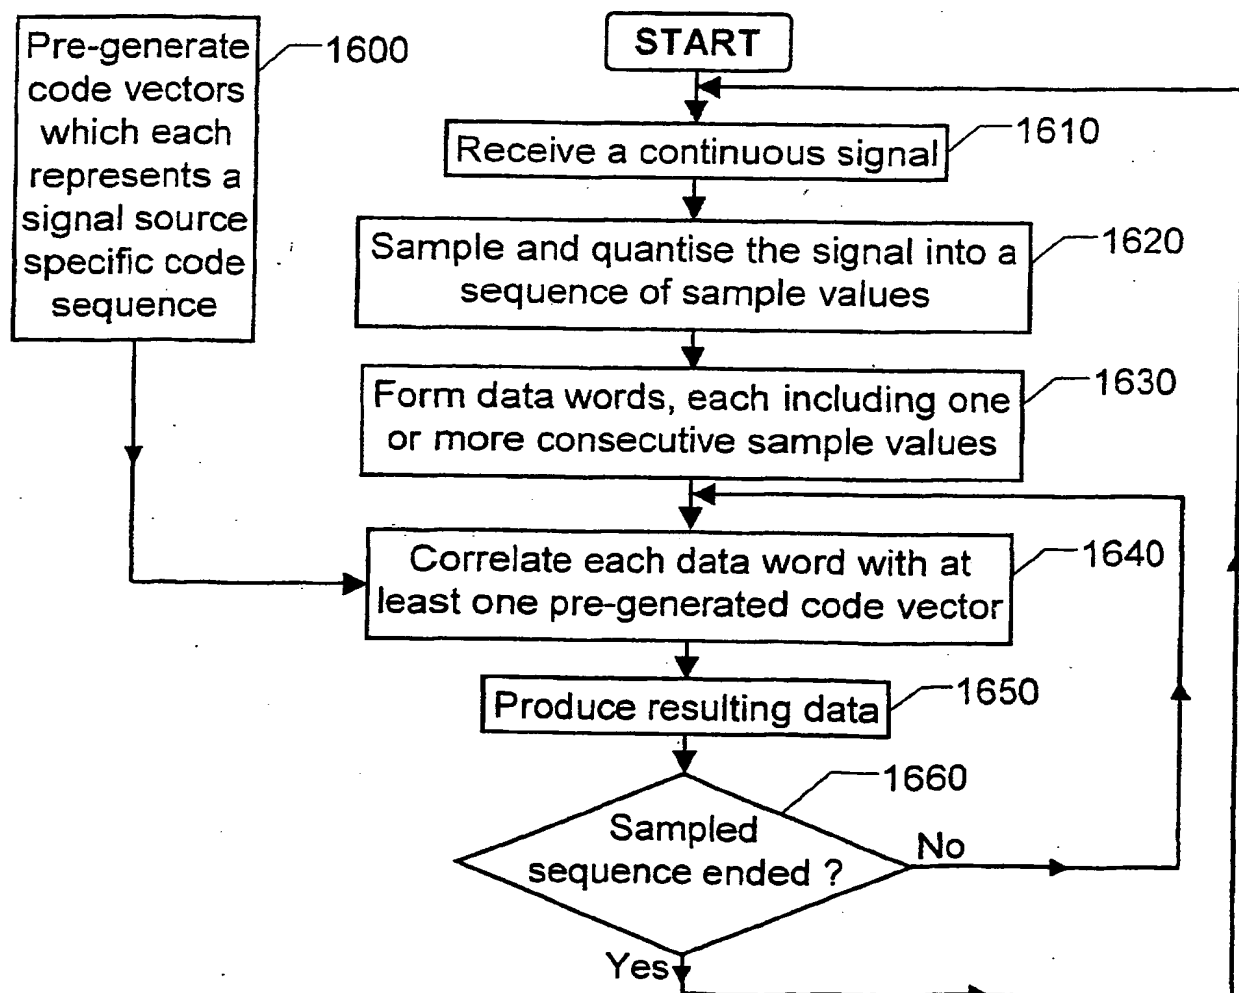 Pre-generate
code vectors
which each
represents a
signal source
specific code
sequence
1600
START
Receive a continuous signal
1610
Sample and quantise the signal into a
sequence of sample values
1620
Form data words, each including one
or more consecutive sample values
1630
Correlate each data word with at
least one pre-generated code vector
1640
Produce resulting data
1650
1660
Sampled
sequence ended ?
No
Yes